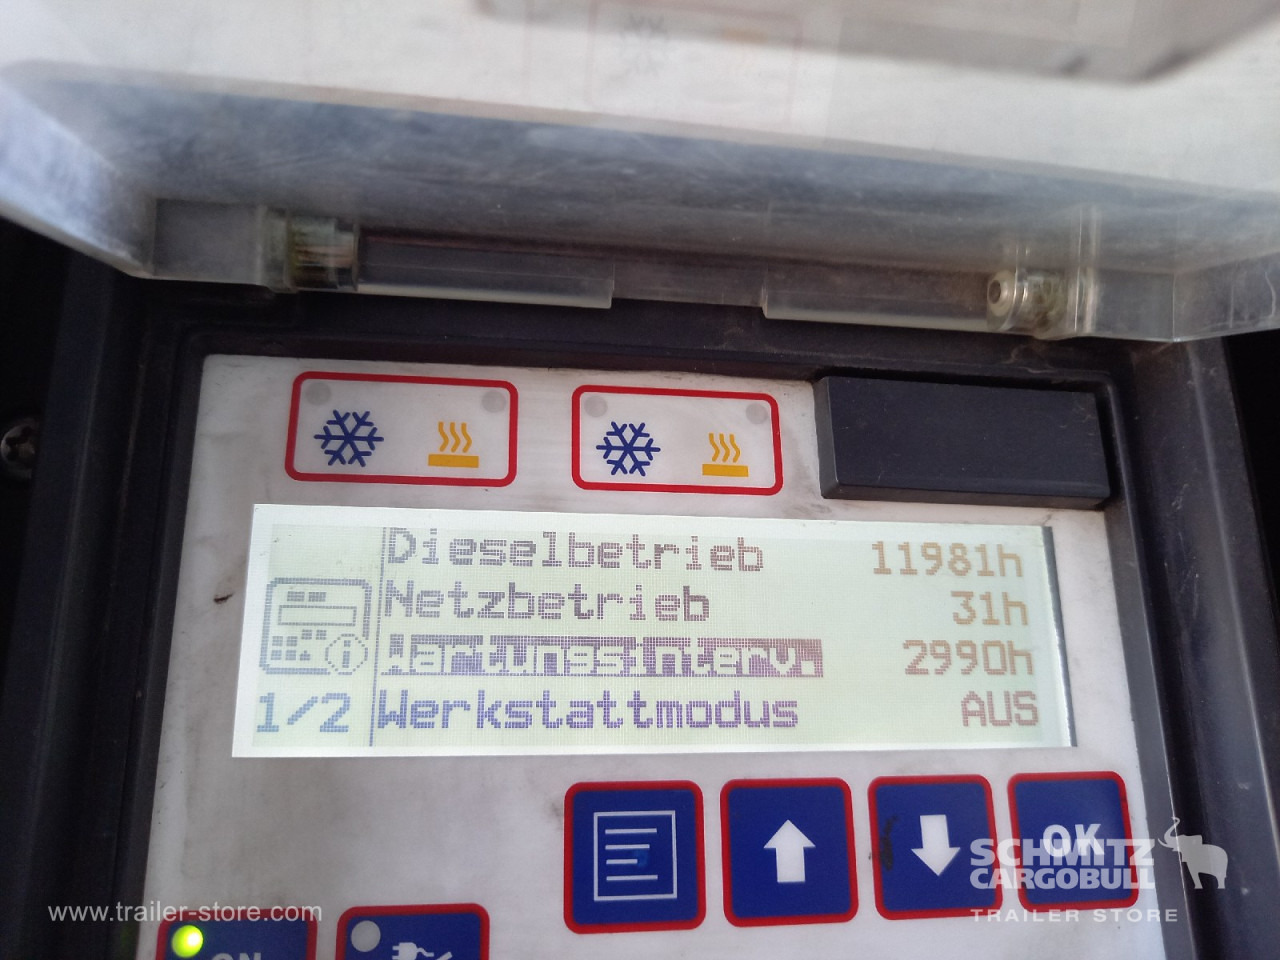 Dieselbetrieb 11981h
Netzbetrieb 31h
Wartungsinterv. 2990h
1/2 Werkstattmodus AUS
OK
SCHMITZ
CARGOBULL
TRAILER STORE
www.trailer-store.com
ON